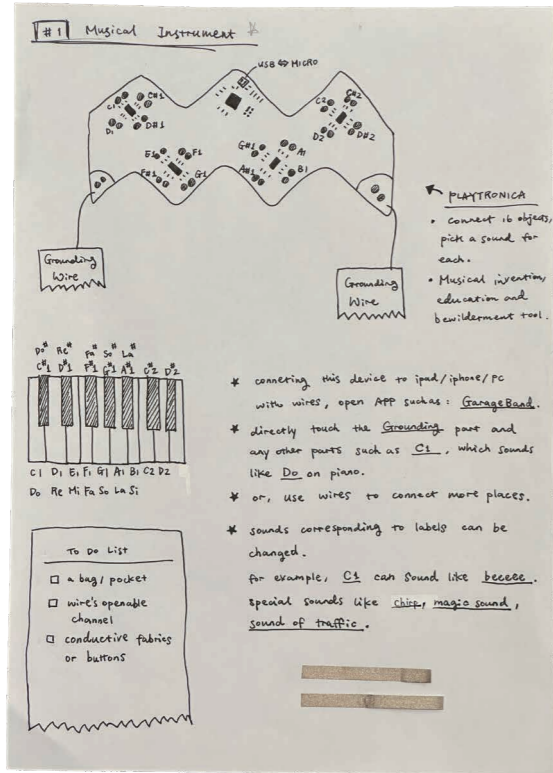 #1 Musical Instrument
USB ⇔ MICRO
C1 C#1
D1 D#1
E1 F1
F#1 G1
G#1 A1
A#1 B1
C2 C#2
D2 D#2
Grounding
Wire
Grounding
Wire
PLAYTRONICA
• Connect 16 objects,
pick a sound for
each.
• Musical invention,
education and
bewilderment tool.
Do# Re# Fa# So# La#
C#1 D#1 F#1 G#1 A#1 C#2 D#2
C1 D1 E1 F1 G1 A1 B1 C2 D2
Do Re Mi Fa So La Si
* conneting this device to ipad/iphone/PC
with wires, open APP such as: GarageBand.
* directly touch the Grounding part and
any other parts such as C1, which sounds
like Do on piano.
* or, use wires to connect more places.
* sounds corresponding to labels can be
changed.
for example, C1 can sound like beeeee.
special sounds like chirp, magic sound,
sound of traffic.
To Do List
□ a bag/pocket
□ wire's openable
channel
□ conductive fabrics
or buttons